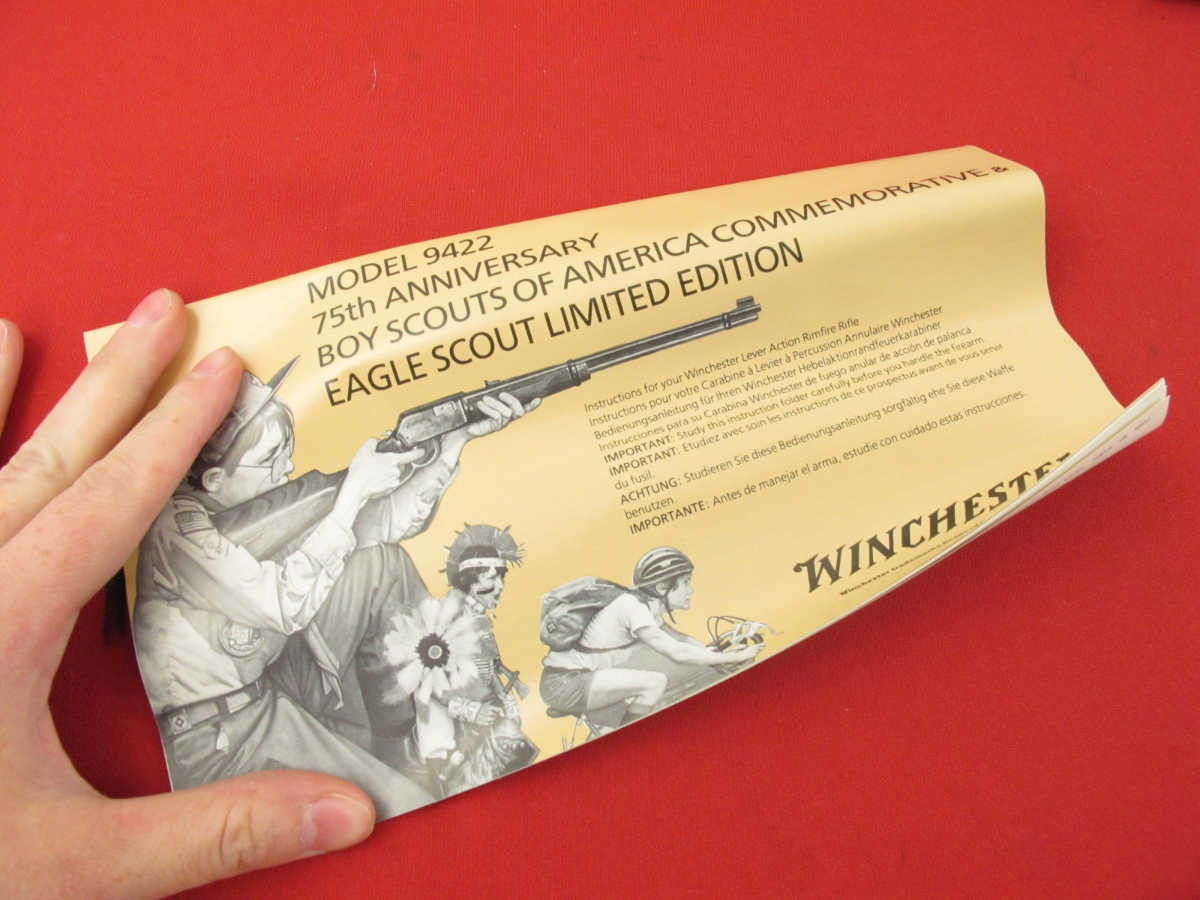 MODEL 9422
75th ANNIVERSARY
BOY SCOUTS OF AMERICA COMMEMORATIVE &
EAGLE SCOUT LIMITED EDITION
Instructions for your Winchester Lever Action Rimfire Rifle
Instructions pour votre Carabine à Levier à Percussion Annulaire Winchester
Bedienungsanleitung für Ihren Winchester Hebelaktionrandfeuerkarabiner
Instrucciones para su Carabina Winchester de fuego anular de acción de palanca
IMPORTANT: Study this instruction folder carefully before you handle the firearm.
IMPORTANT: Etudiez avec soin les instructions de ce prospectus avant de vous servir
du fusil.
ACHTUNG: Studieren Sie diese Bedienungsanleitung sorgfältig ehe Sie diese Waffe
benutzen.
IMPORTANTE: Antes de manejar el arma, estudie con cuidado estas instrucciones.
WINCHESTER
Winchester trademarks